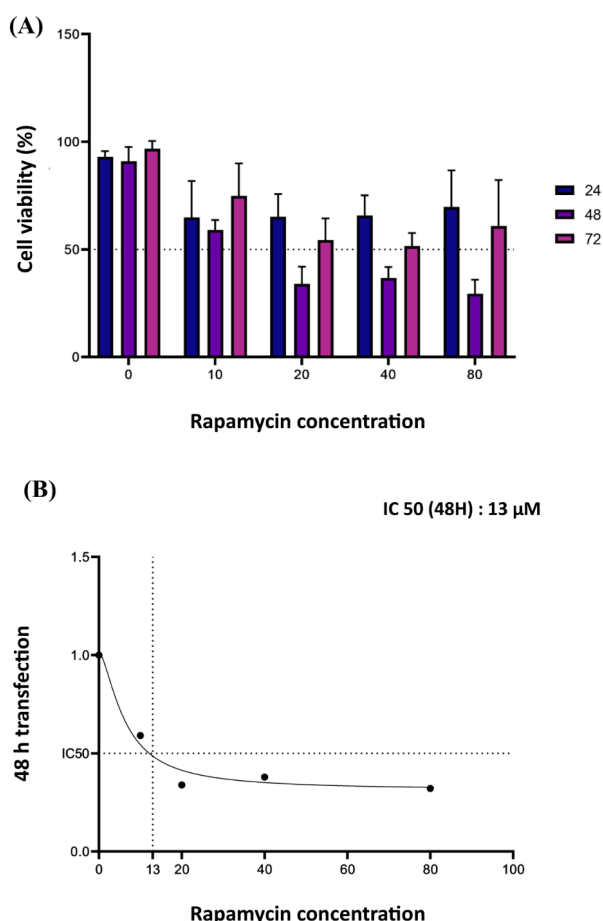 (A)
150
100
50
0
Cell viability (%)
24
48
72
0 10 20 40 80
Rapamycin concentration
(B)
IC 50 (48H) : 13 µM
1.5
1.0
IC50
0.0
48 h transfection
0 13 20 40 60 80 100
Rapamycin concentration